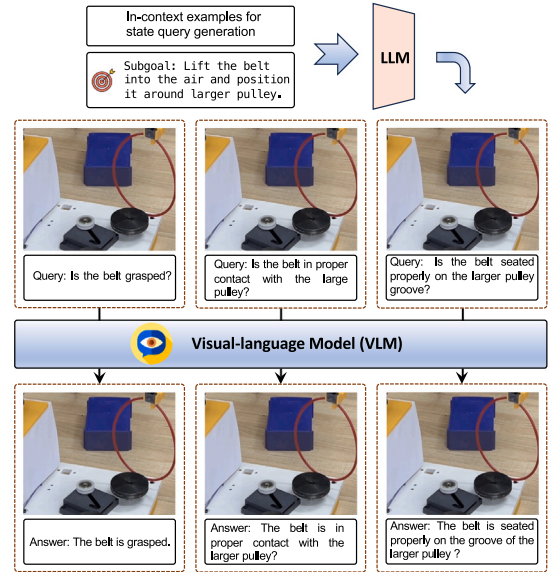 In-context examples for
state query generation
Subgoal: Lift the belt
into the air and position
it around larger pulley.
LLM
Query: Is the belt grasped?
Query: Is the belt in proper
contact with the large
pulley?
Query: Is the belt seated
properly on the larger pulley
groove?
Visual-language Model (VLM)
Answer: The belt is grasped.
Answer: The belt is in
proper contact with the
larger pulley?
Answer: The belt is seated
properly on the groove of the
larger pulley ?